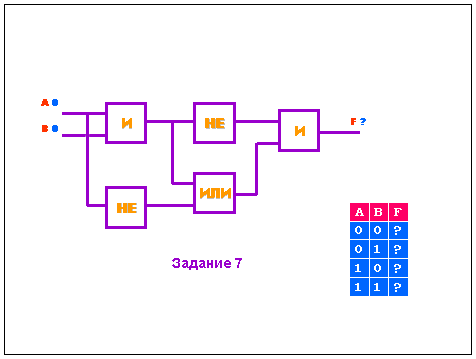 A 0
B 0
И
НЕ
И
F ?
НЕ
ИЛИ
Задание 7
A B F
0 0 ?
0 1 ?
1 0 ?
1 1 ?